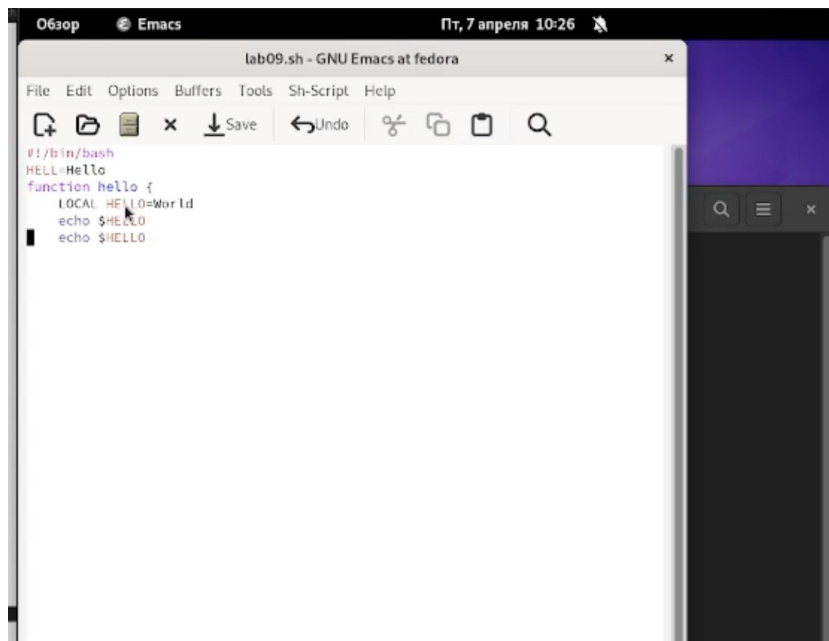 Обзор Emacs Пт, 7 апреля 10:26
lab09.sh - GNU Emacs at fedora
File Edit Options Buffers Tools Sh-Script Help
Save Undo
#!/bin/bash
HELL=Hello
function hello {
    LOCAL HELLO=World
    echo $HELLO
    echo $HELLO